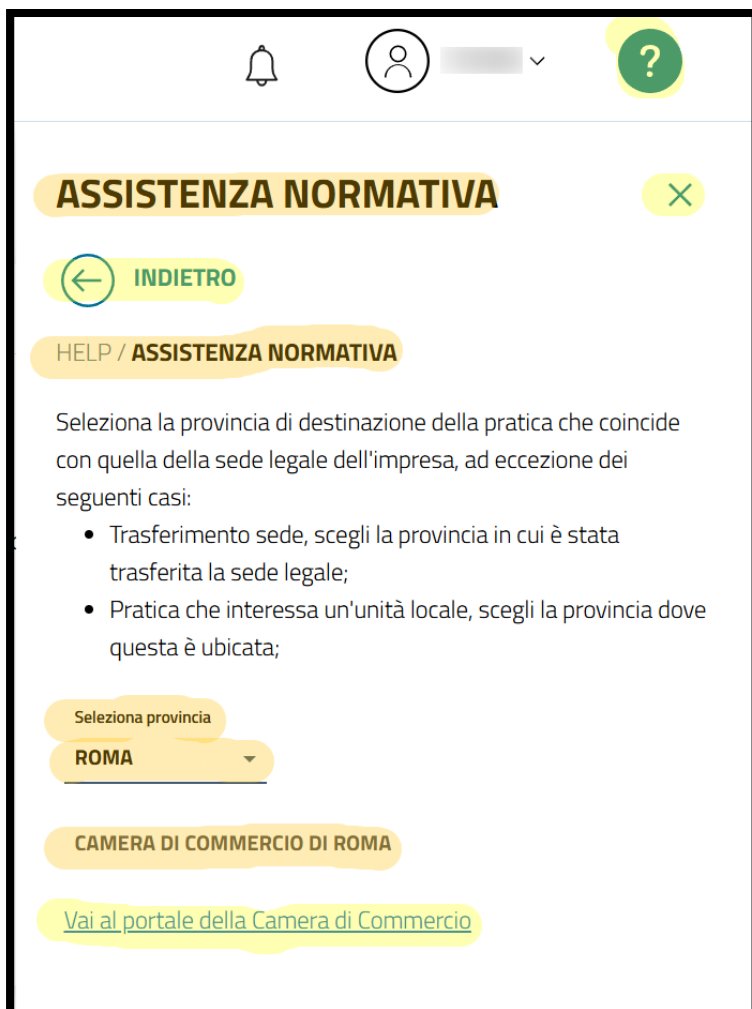 ?
ASSISTENZA NORMATIVA
INDIETRO
HELP / ASSISTENZA NORMATIVA
Seleziona la provincia di destinazione della pratica che coincide
con quella della sede legale dell'impresa, ad eccezione dei
seguenti casi:
• Trasferimento sede, scegli la provincia in cui è stata
trasferita la sede legale;
• Pratica che interessa un'unità locale, scegli la provincia dove
questa è ubicata;
Seleziona provincia
ROMA
CAMERA DI COMMERCIO DI ROMA
Vai al portale della Camera di Commercio